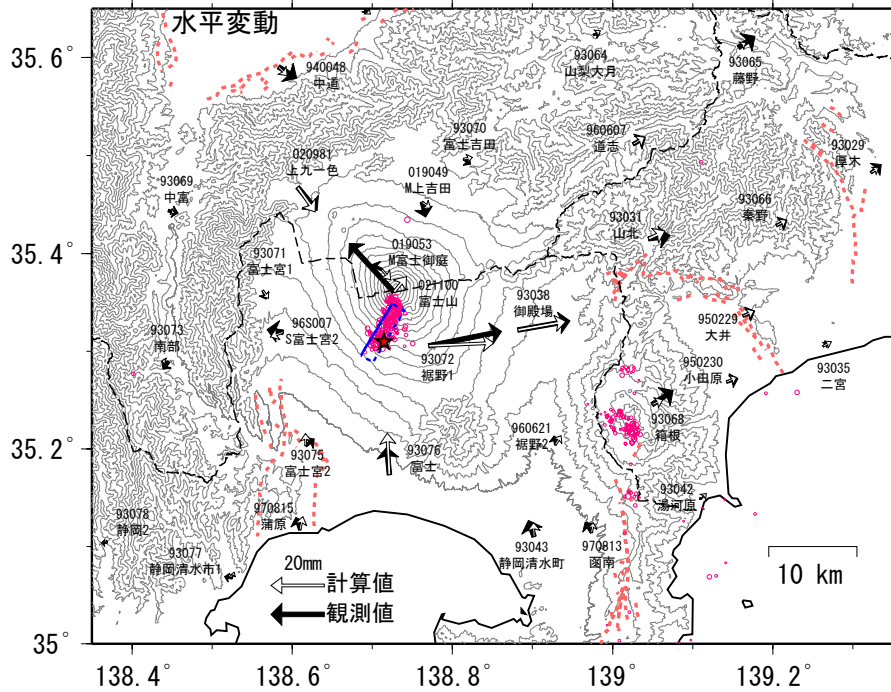 水平変動
35.6°
35.4°
35.2°
35°
138.4°
138.6°
138.8°
139°
139.2°
940048
中道
93064
山梨大月
93065
藤野
93070
富士吉田
960607
道志
93029
厚木
020981
上九一色
019049
M上吉田
93069
中富
93066
秦野
93031
山北
93071
富士宮1
019053
M富士御庭
021100
富士山
93038
御殿場
96S007
S富士宮2
950229
大井
93073
南部
93072
裾野1
950230
小田原
93035
二宮
93068
箱根
960621
裾野2
93076
富士
93075
富士宮2
93042
湯河原
93078
静岡2
970815
蒲原
93077
静岡清水市1
93043
静岡清水町
970813
函南
20mm
計算値
観測値
10 km